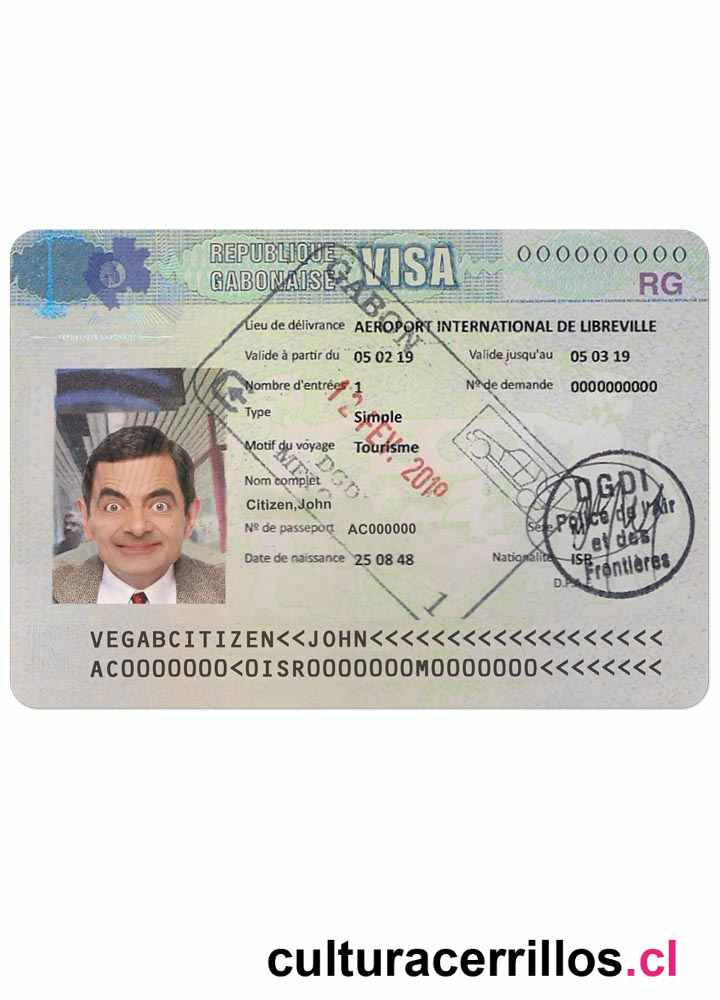 REPUBLIQUE GABONAISE VISA 000000000
RG
Lieu de délivrance AEROPORT INTERNATIONAL DE LIBREVILLE
Valide à partir du 05 02 19 Valide jusqu'au 05 03 19
Nombre d'entrées 1 Nº de demande 0000000000
Type Simple
Motif du voyage Tourisme
Nom complet
Citizen,John
Nº de passeport AC000000
Date de naissance 25 08 48 Nationalité ISR
GABON
12 FEV. 2019
1
DGDI
Police de l'air
et des
Frontières
VEGABCITIZEN<<JOHN<<<<<<<<<<<<<<<<<<<
AC0000000<0ISR0000000M0000000<<<<<<<<
culturacerrillos.cl